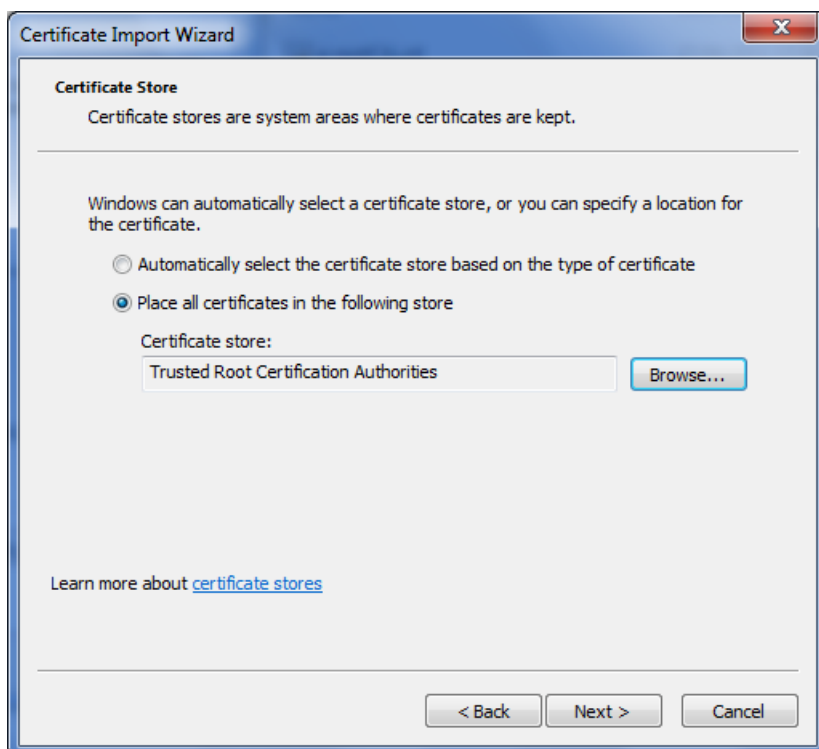 Certificate Import Wizard
Certificate Store
Certificate stores are system areas where certificates are kept.
Windows can automatically select a certificate store, or you can specify a location for
the certificate.
Automatically select the certificate store based on the type of certificate
Place all certificates in the following store
Certificate store:
Trusted Root Certification Authorities
Browse...
Learn more about certificate stores
< Back
Next >
Cancel